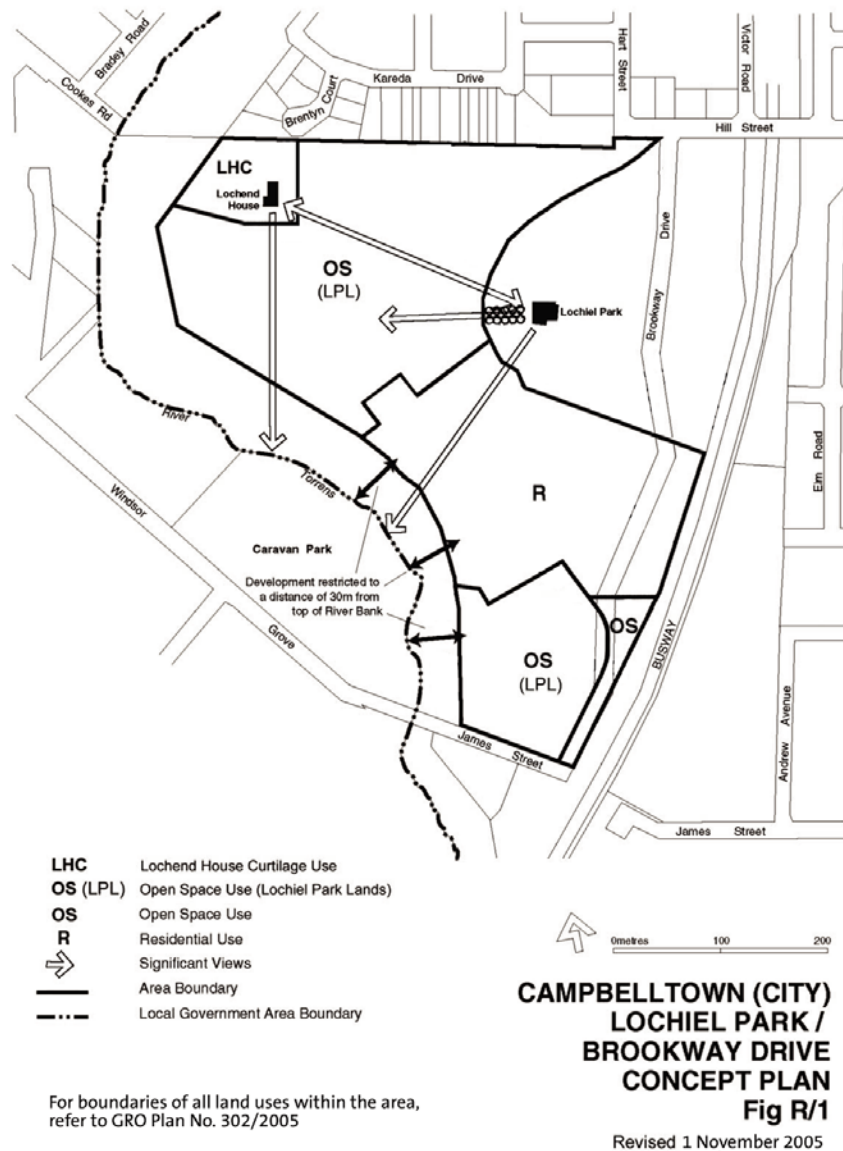 Bradey Road
Cookes Rd
Brentyn Court
Kareda Drive
Hart Street
Victor Road
Hill Street
LHC
Lochend
House
OS
(LPL)
Lochiel Park
Brookway Drive
River Torrens
Windsor Grove
R
Elm Road
Caravan Park
Development restricted to
a distance of 30m from
top of River Bank
OS
OS
(LPL)
BUSWAY
Andrew Avenue
James Street
James Street
LHC Lochend House Curtilage Use
OS (LPL) Open Space Use (Lochiel Park Lands)
OS Open Space Use
R Residential Use
Significant Views
Area Boundary
Local Government Area Boundary
0metres 100 200
CAMPBELLTOWN (CITY)
LOCHIEL PARK /
BROOKWAY DRIVE
CONCEPT PLAN
Fig R/1
Revised 1 November 2005
For boundaries of all land uses within the area,
refer to GRO Plan No. 302/2005